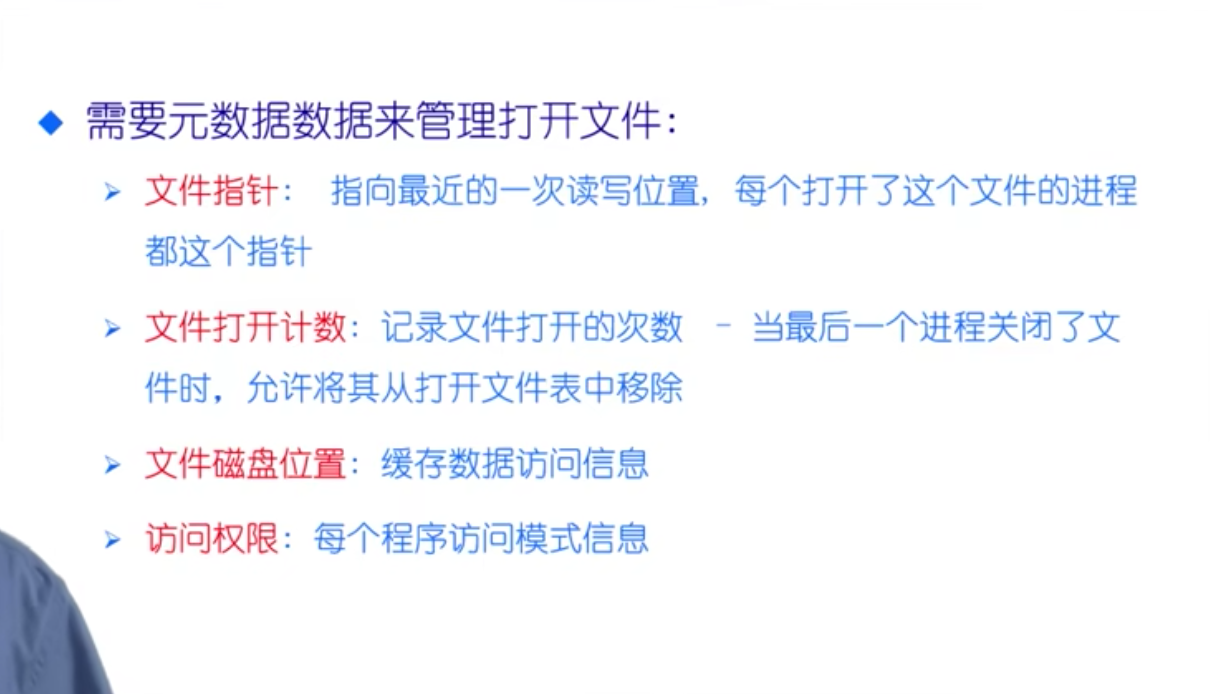 需要元数据数据来管理打开文件：
文件指针： 指向最近的一次读写位置, 每个打开了这个文件的进程
都这个指针
文件打开计数：记录文件打开的次数 - 当最后一个进程关闭了文
件时，允许将其从打开文件表中移除
文件磁盘位置：缓存数据访问信息
访问权限：每个程序访问模式信息